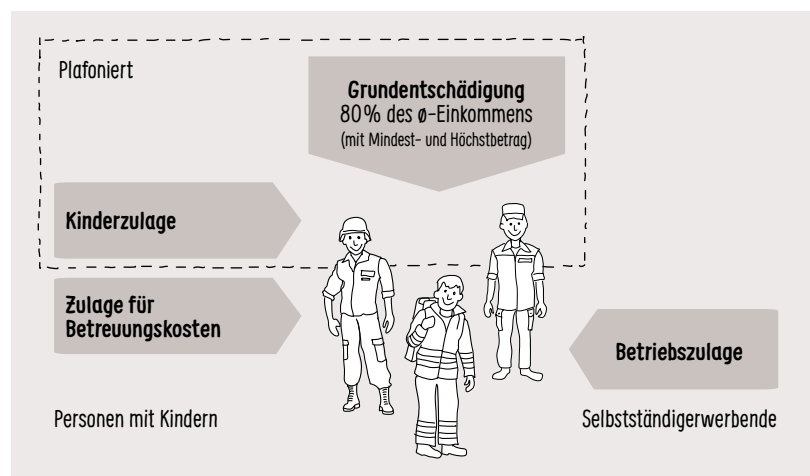 Plafoniert
Grundentschädigung
80% des ø-Einkommens
(mit Mindest- und Höchstbetrag)
Kinderzulage
Zulage für
Betreuungskosten
Betriebszulage
Personen mit Kindern
Selbstständigerwerbende